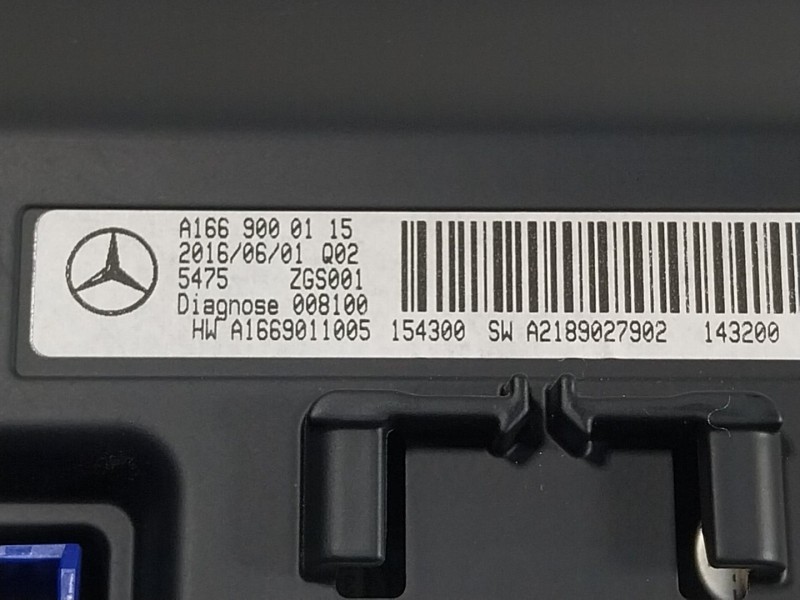 A166 900 01 15
2016/06/01 Q02
5475 ZGS001
Diagnose 008100
HW A1669011005 154300 SW A2189027902 143200